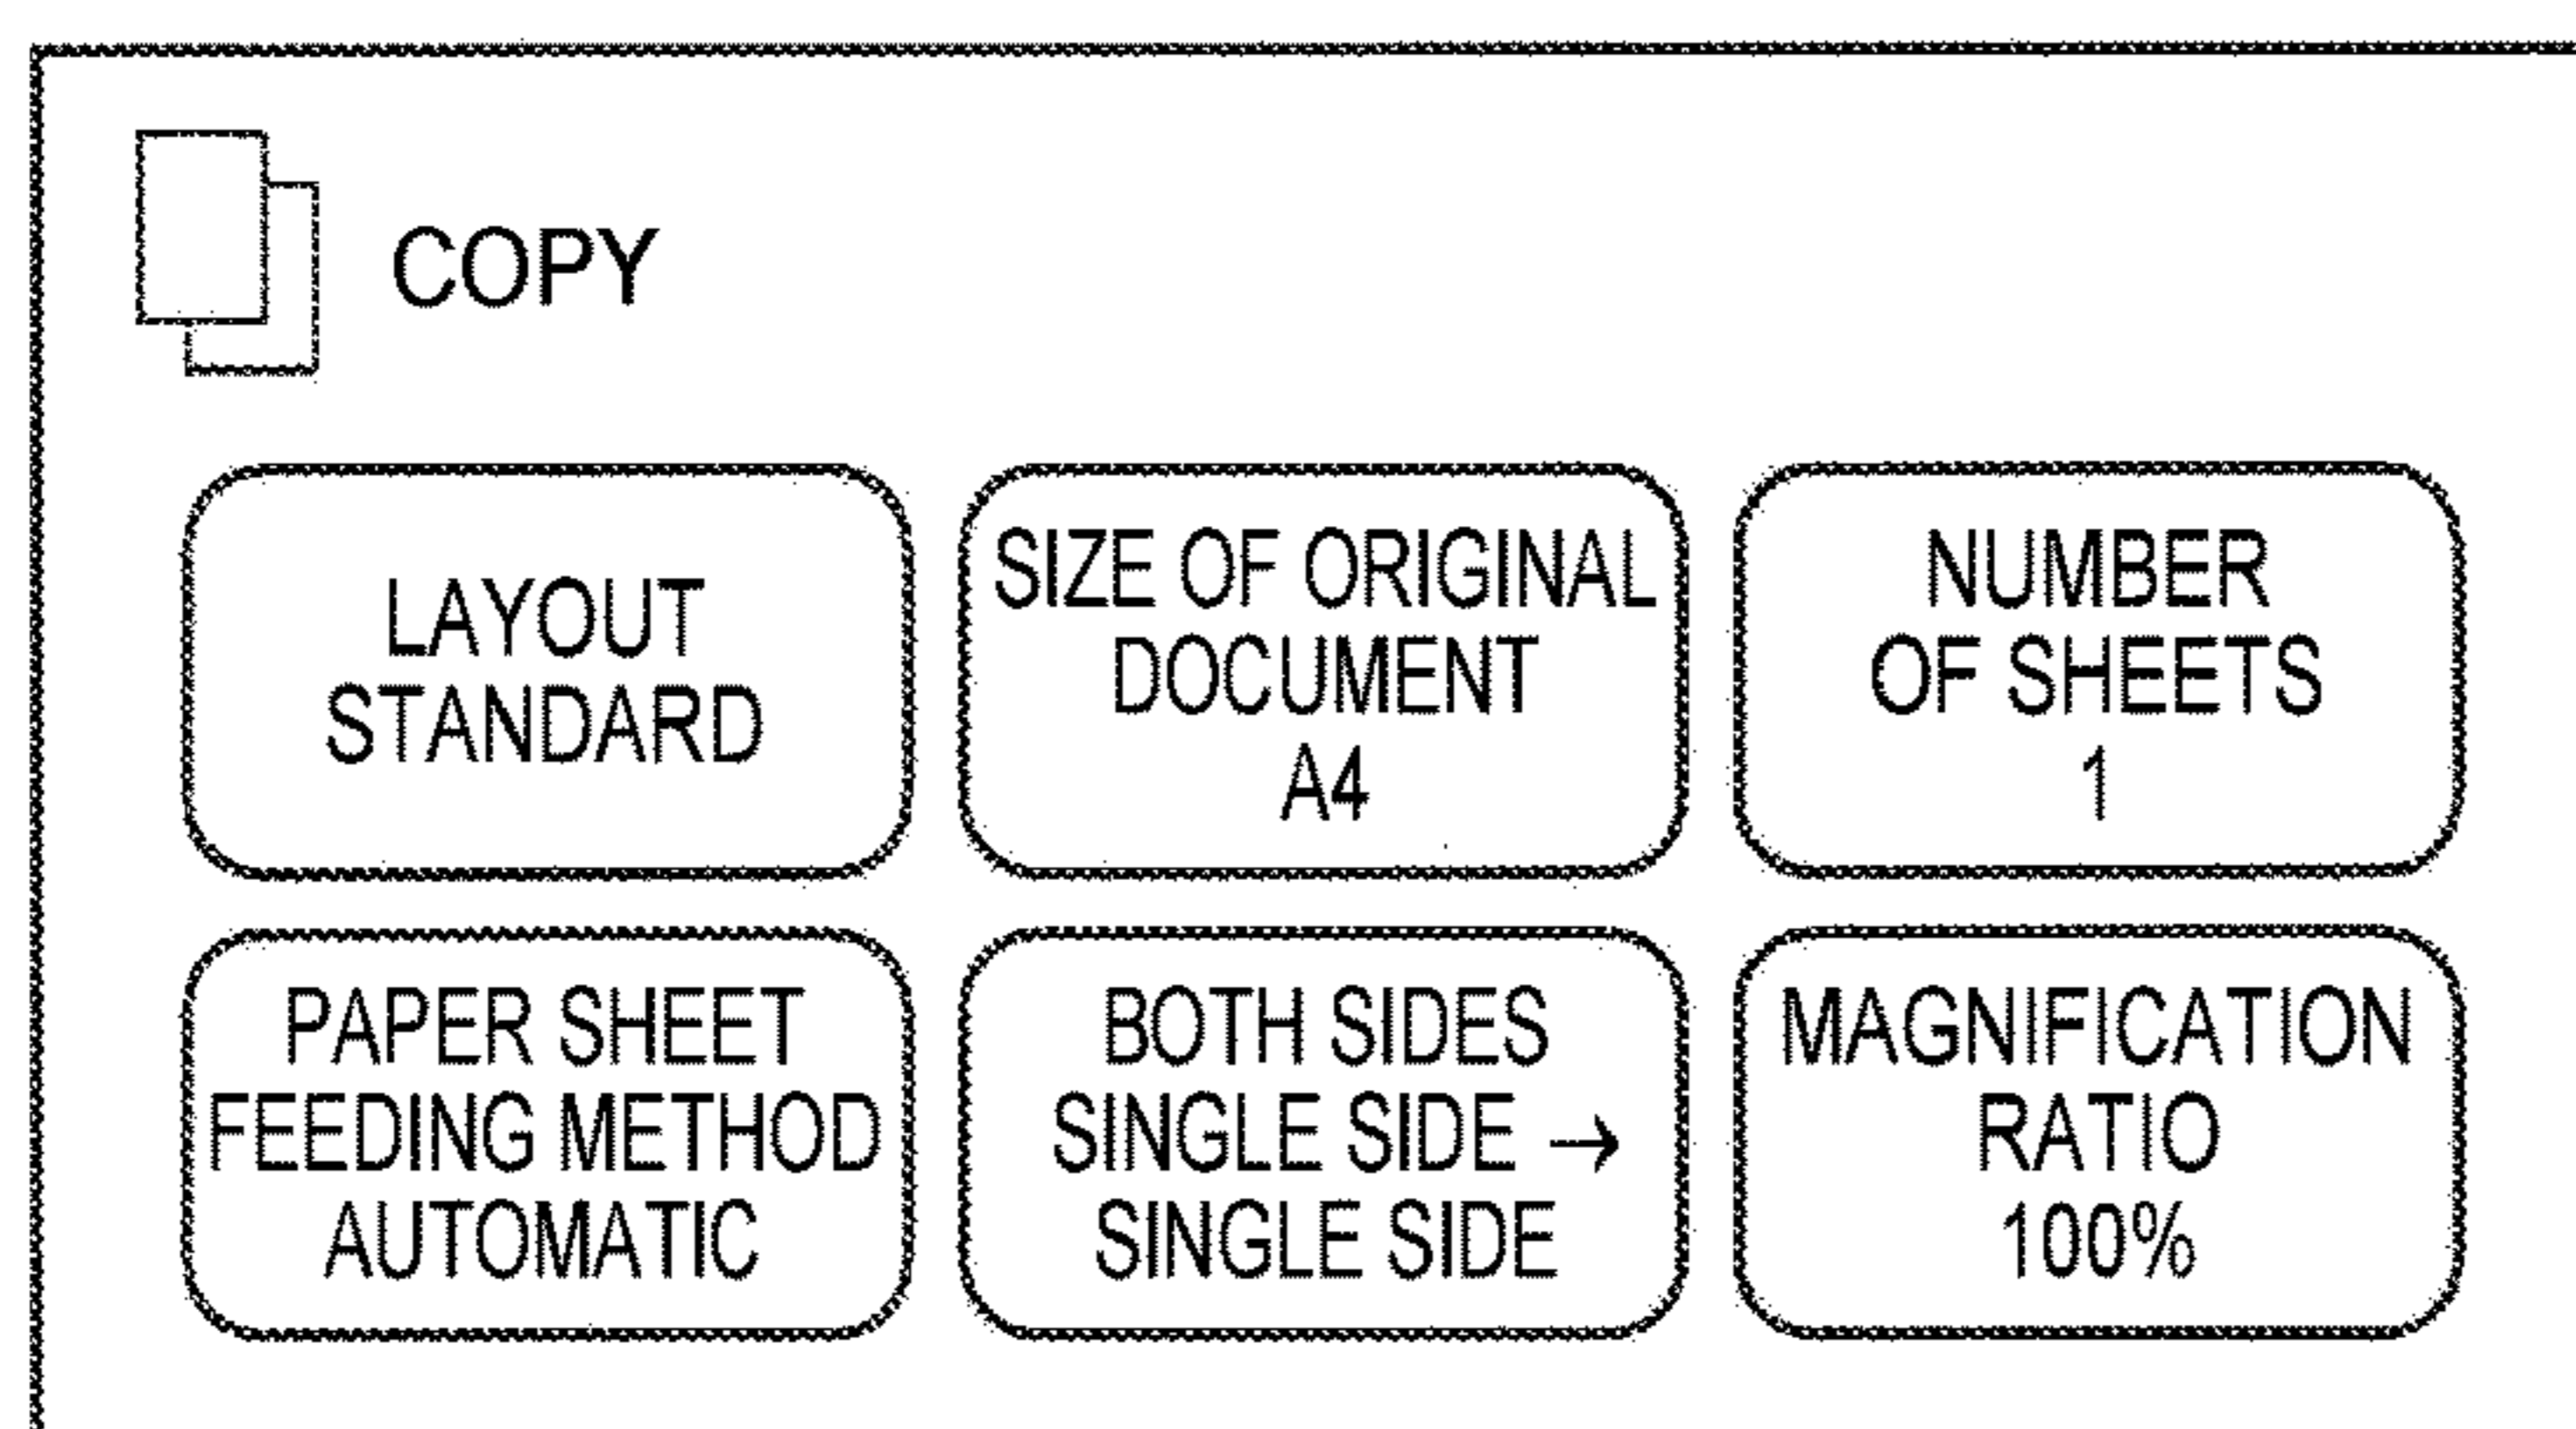 COPY
LAYOUT
STANDARD
SIZE OF ORIGINAL
DOCUMENT
A4
NUMBER
OF SHEETS
1
PAPER SHEET
FEEDING METHOD
AUTOMATIC
BOTH SIDES
SINGLE SIDE →
SINGLE SIDE
MAGNIFICATION
RATIO
100%